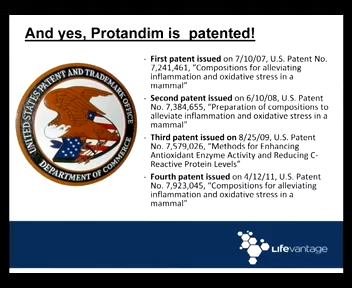 And yes, Protandim is patented!
First patent issued on 7/10/07, U.S. Patent No.
7,241,461, "Compositions for alleviating
inflammation and oxidative stress in a
mammal"
Second patent issued on 6/10/08, U.S. Patent
No. 7,384,655, "Preparation of compositions to
alleviate inflammation and oxidative stress in a
mammal"
Third patent issued on 8/25/09, U.S. Patent
No. 7,579,026, "Methods for Enhancing
Antioxidant Enzyme Activity and Reducing C-
Reactive Protein Levels"
Fourth patent issued on 4/12/11, U.S. Patent
No. 7,923,045, "Compositions for alleviating
inflammation and oxidative stress in a
mammal"
UNITED STATES PATENT AND TRADEMARK OFFICE
DEPARTMENT OF COMMERCE
Lifevantage